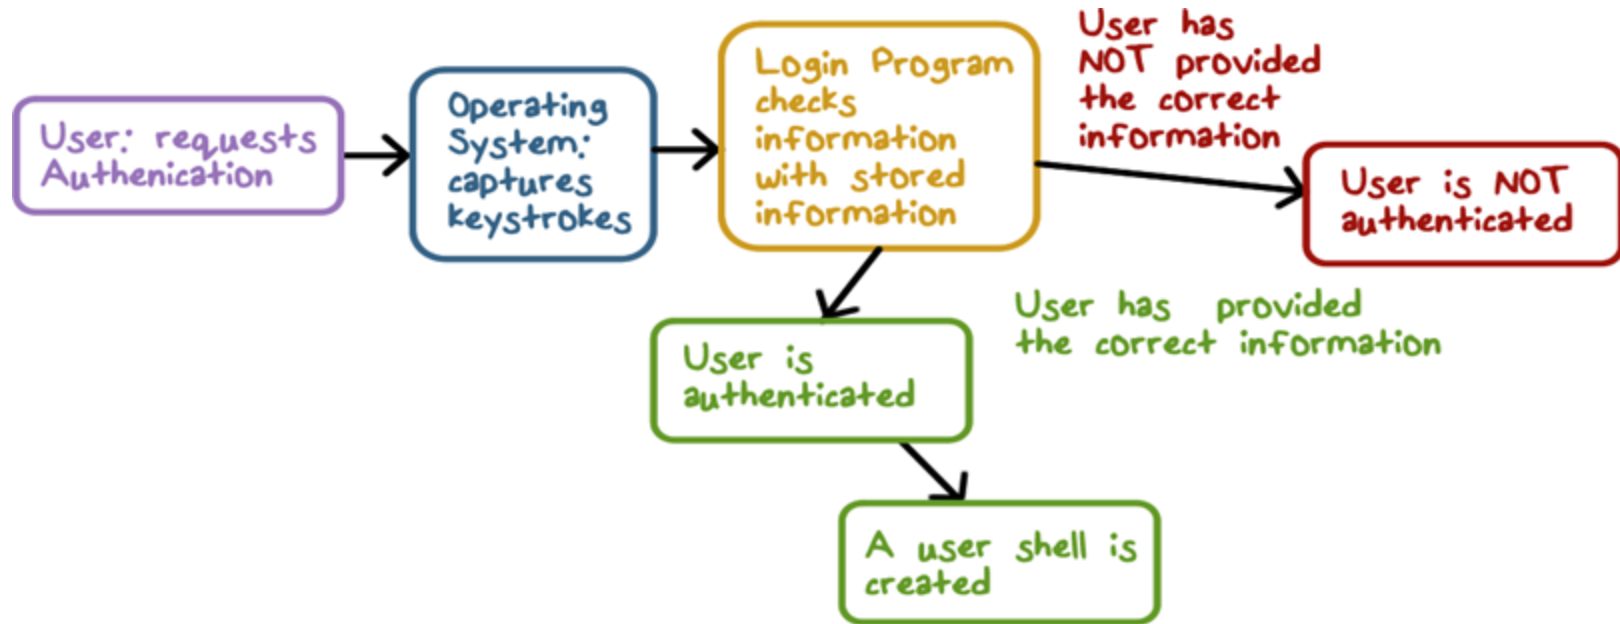 User: requests
Authenication
Operating
System:
captures
keystrokes
Login Program
checks
information
with stored
information
User has
NOT provided
the correct
information
User is NOT
authenticated
User has provided
the correct information
User is
authenticated
A user shell is
created